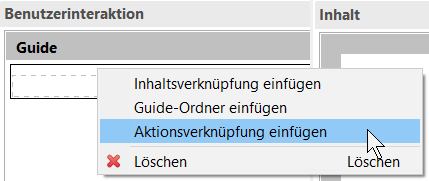 Benutzerinteraktion Inhalt
Guide
Inhaltsverknüpfung einfügen
Guide-Ordner einfügen
Aktionsverknüpfung einfügen
Löschen Löschen